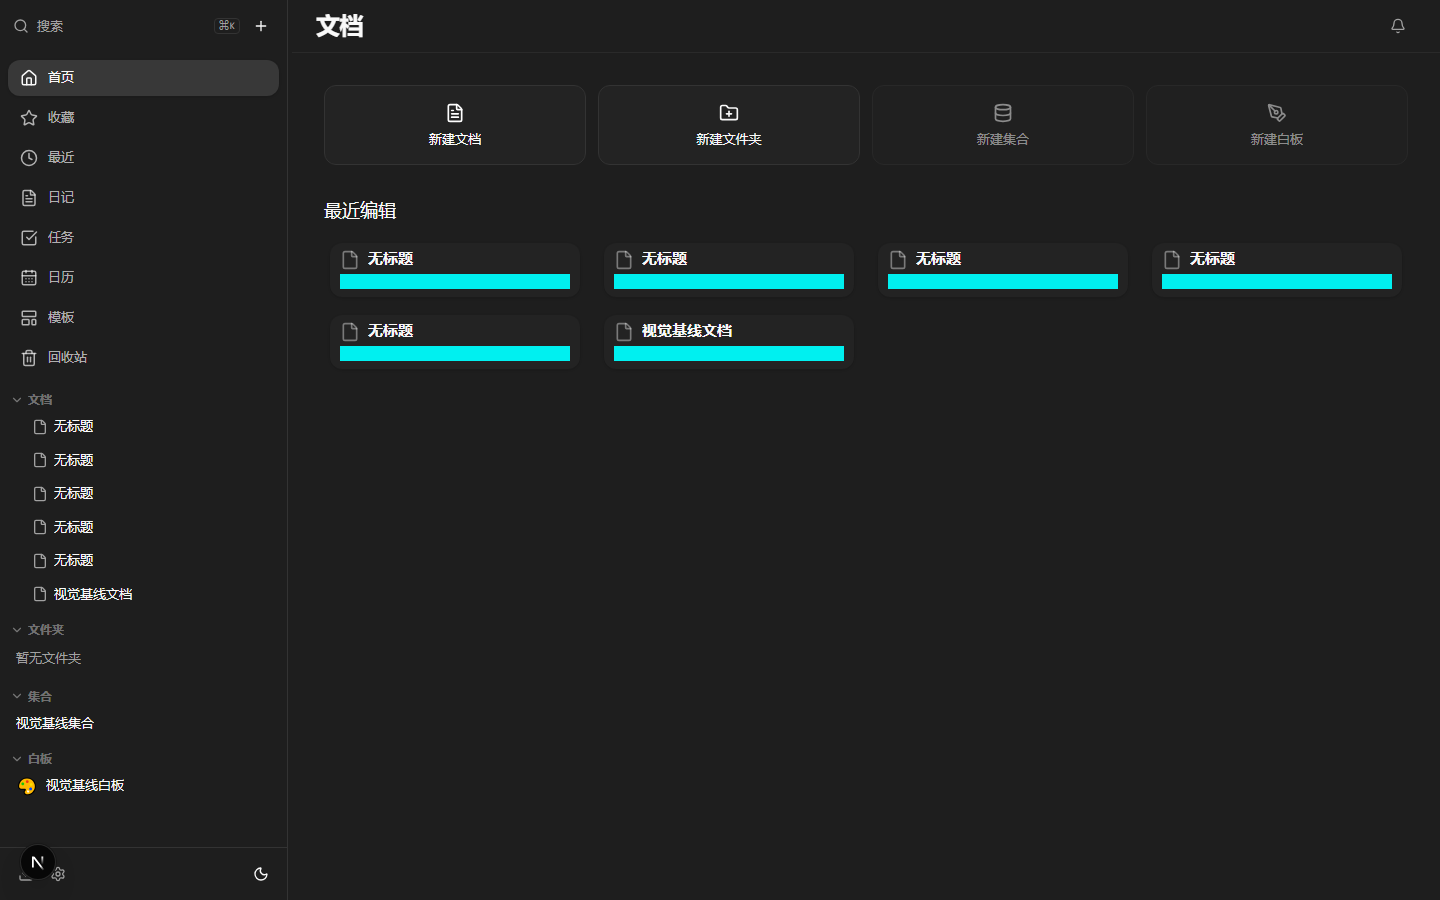 搜索
⌘K
首页
收藏
最近
日记
任务
日历
模板
回收站
文档
无标题
无标题
无标题
无标题
无标题
视觉基线文档
文件夹
暂无文件夹
集合
视觉基线集合
白板
视觉基线白板
N
文档
新建文档
新建文件夹
新建集合
新建白板
最近编辑
无标题
无标题
无标题
无标题
无标题
视觉基线文档